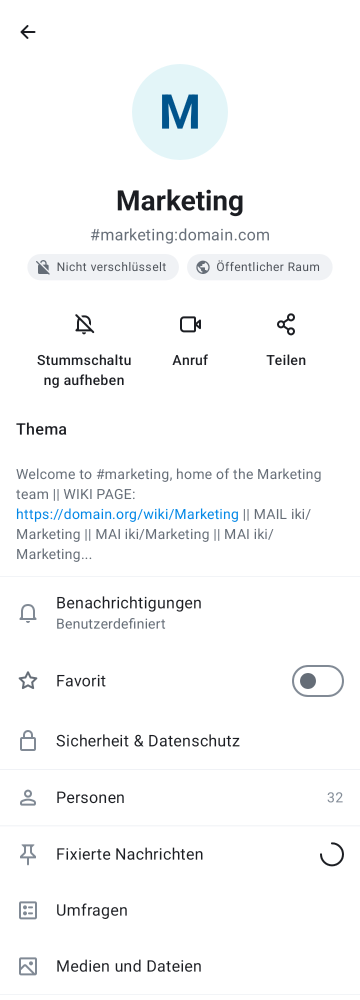 M
Marketing
#marketing:domain.com
Nicht verschlüsselt
Öffentlicher Raum
Stummschaltu
ng aufheben
Anruf
Teilen
Thema
Welcome to #marketing, home of the Marketing
team || WIKI PAGE:
https://domain.org/wiki/Marketing || MAIL iki/
Marketing || MAI iki/Marketing || MAI iki/
Marketing...
Benachrichtigungen
Benutzerdefiniert
Favorit
Sicherheit & Datenschutz
Personen
32
Fixierte Nachrichten
Umfragen
Medien und Dateien